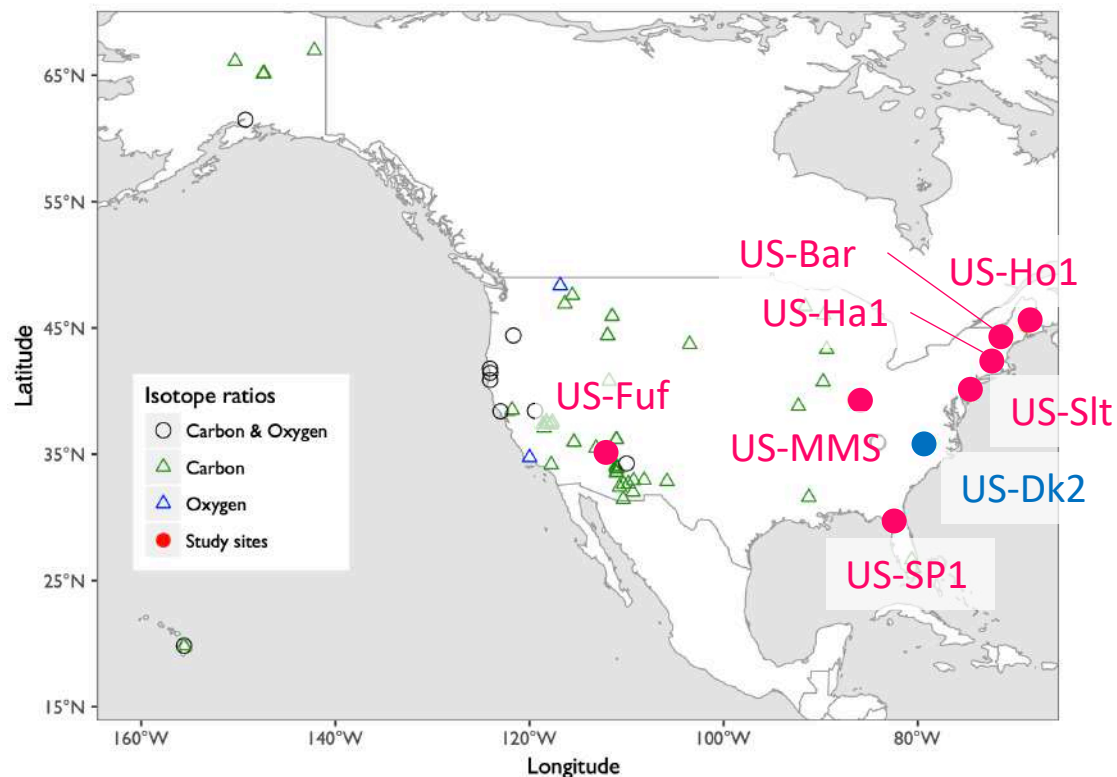 65°N
55°N
45°N
35°N
25°N
15°N
Latitude
US-Bar
US-Ho1
US-Ha1
US-Fuf
US-Slt
US-MMS
US-Dk2
US-SP1
Isotope ratios
Carbon & Oxygen
Carbon
Oxygen
Study sites
160°W
140°W
120°W
100°W
80°W
Longitude